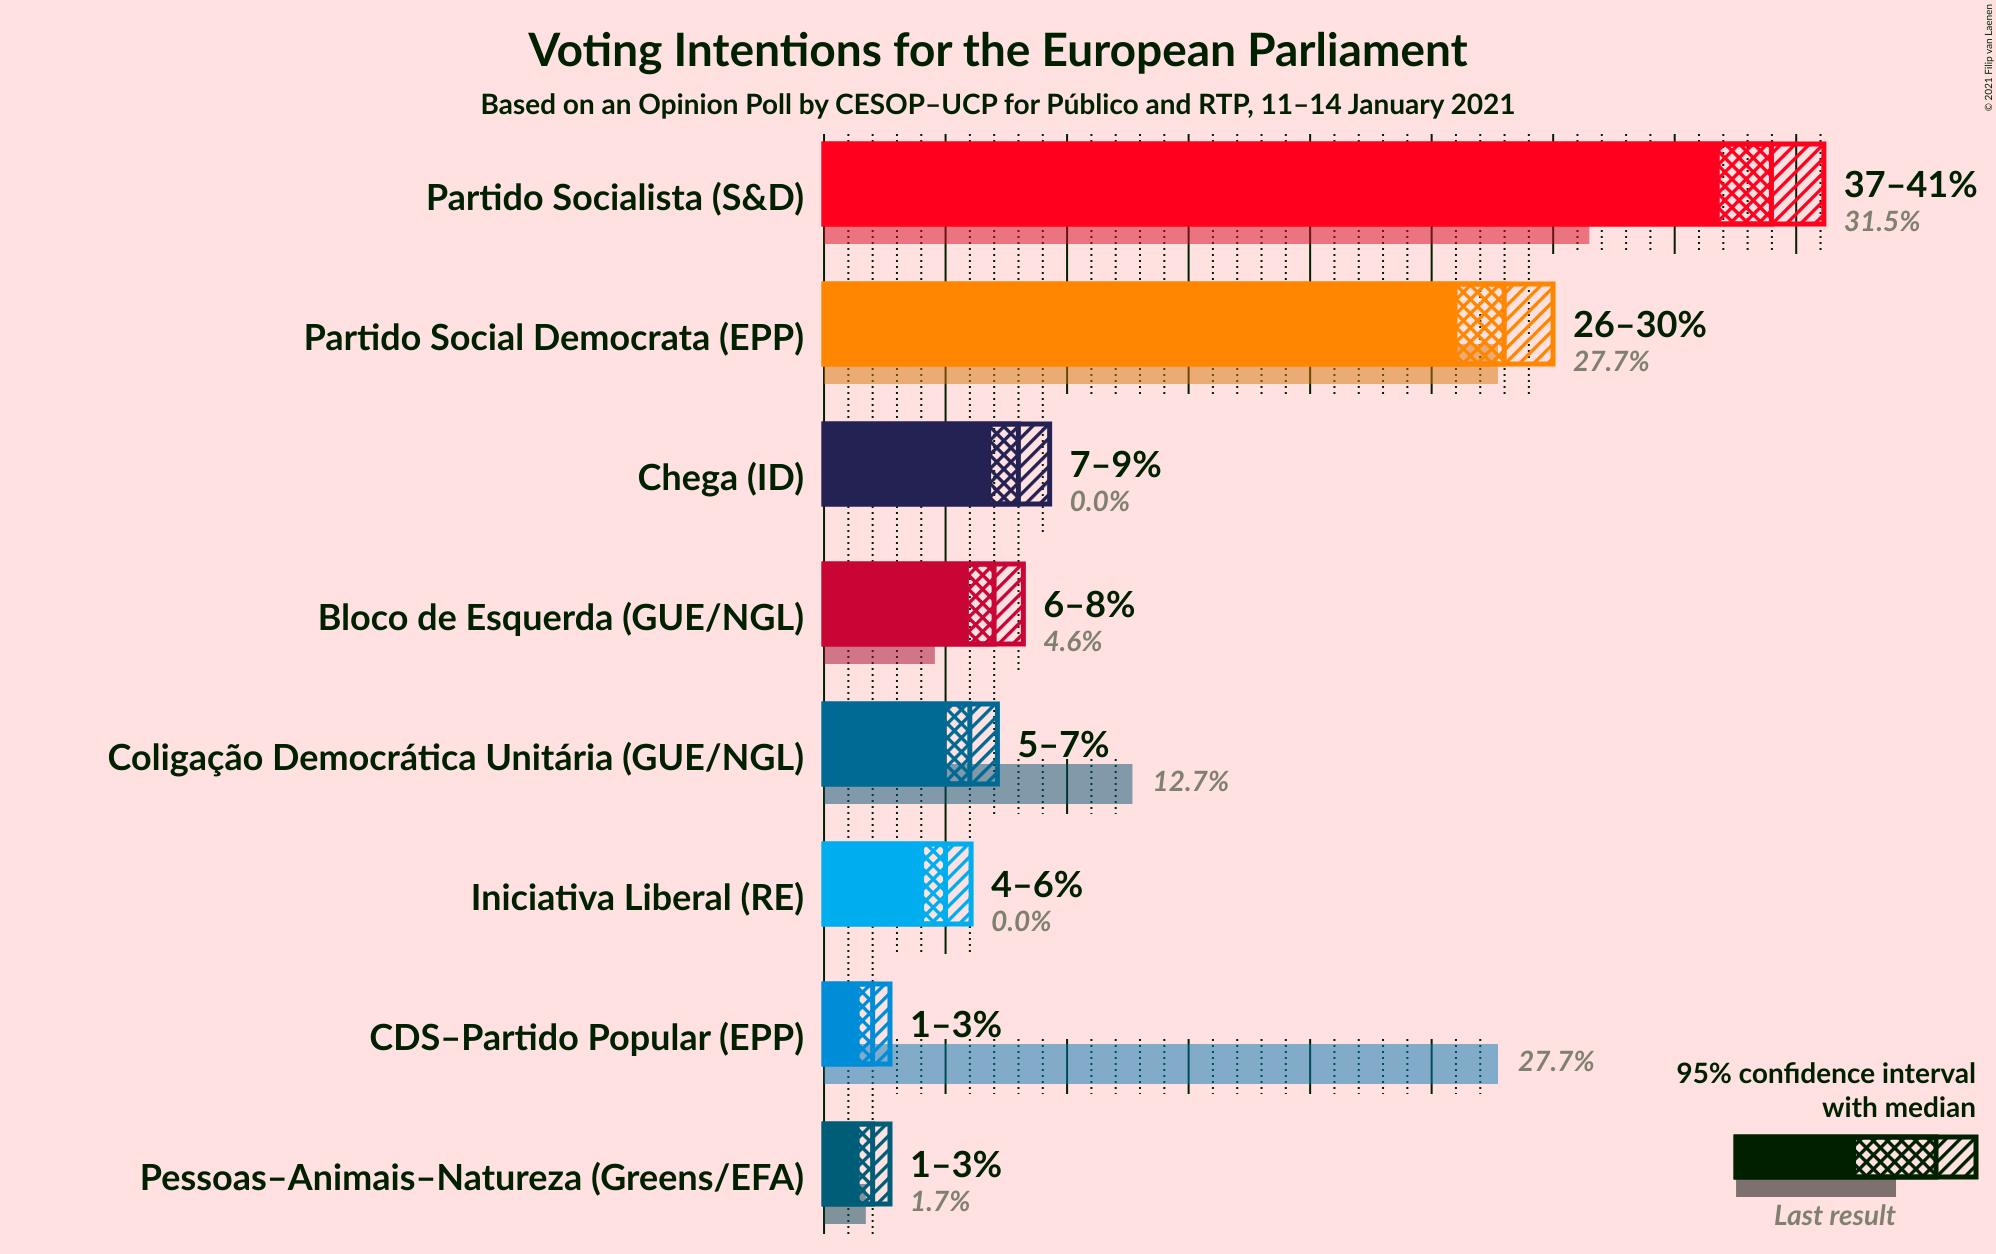 Voting Intentions for the European Parliament
Based on an Opinion Poll by CESOP–UCP for Público and RTP, 11–14 January 2021
© 2021 Filip van Laenen
Partido Socialista (S&D)
37–41%
31.5%
Partido Social Democrata (EPP)
26–30%
27.7%
Chega (ID)
7–9%
0.0%
Bloco de Esquerda (GUE/NGL)
6–8%
4.6%
Coligação Democrática Unitária (GUE/NGL)
5–7%
12.7%
Iniciativa Liberal (RE)
4–6%
0.0%
CDS–Partido Popular (EPP)
1–3%
27.7%
Pessoas–Animais–Natureza (Greens/EFA)
1–3%
1.7%
95% confidence interval
with median
Last result